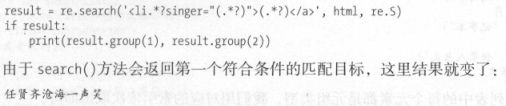 result = re.search('<li.*?singer="(.*?)">(.*?)</a>', html, re.S)
if result:
print(result.group(1), result.group(2))
由于 search()方法会返回第一个符合条件的匹配目标，这里结果就变了：
任贤齐沧海一声笑